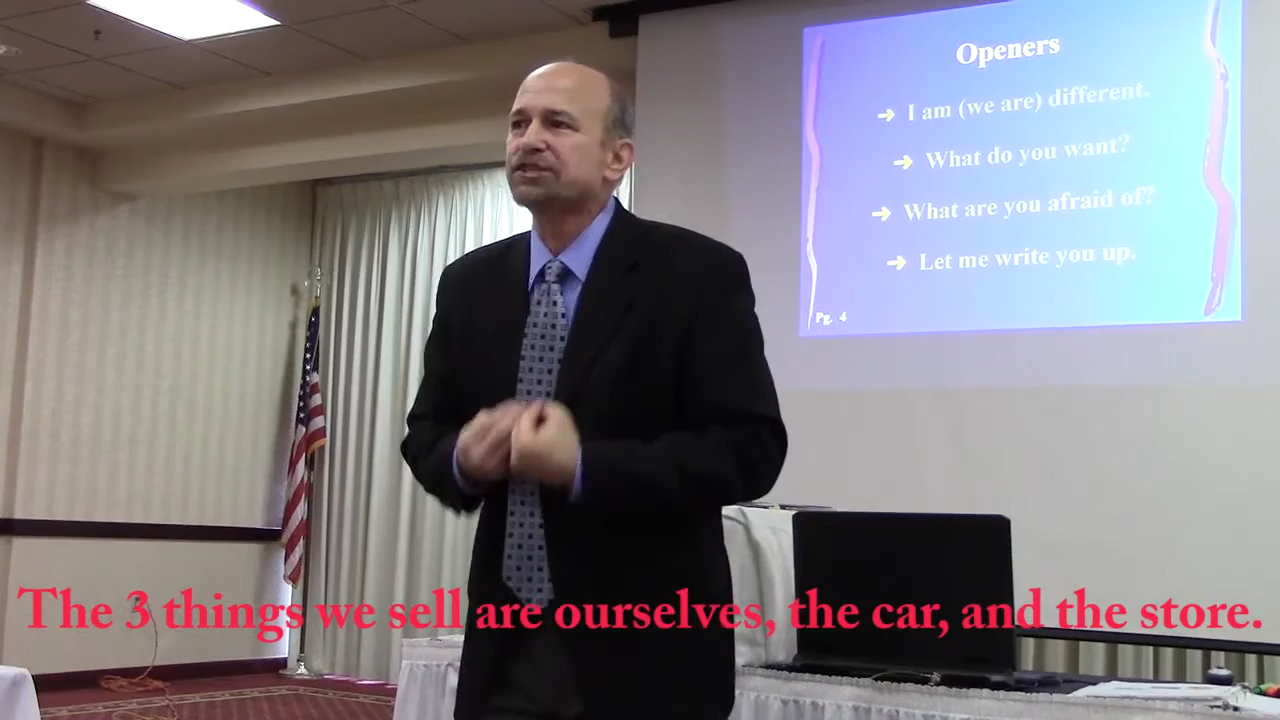 Openers
➔ I am (we are) different.
➔ What do you want?
➔ What are you afraid of?
➔ Let me write you up.
Pg. 4
The 3 things we sell are ourselves, the car, and the store.